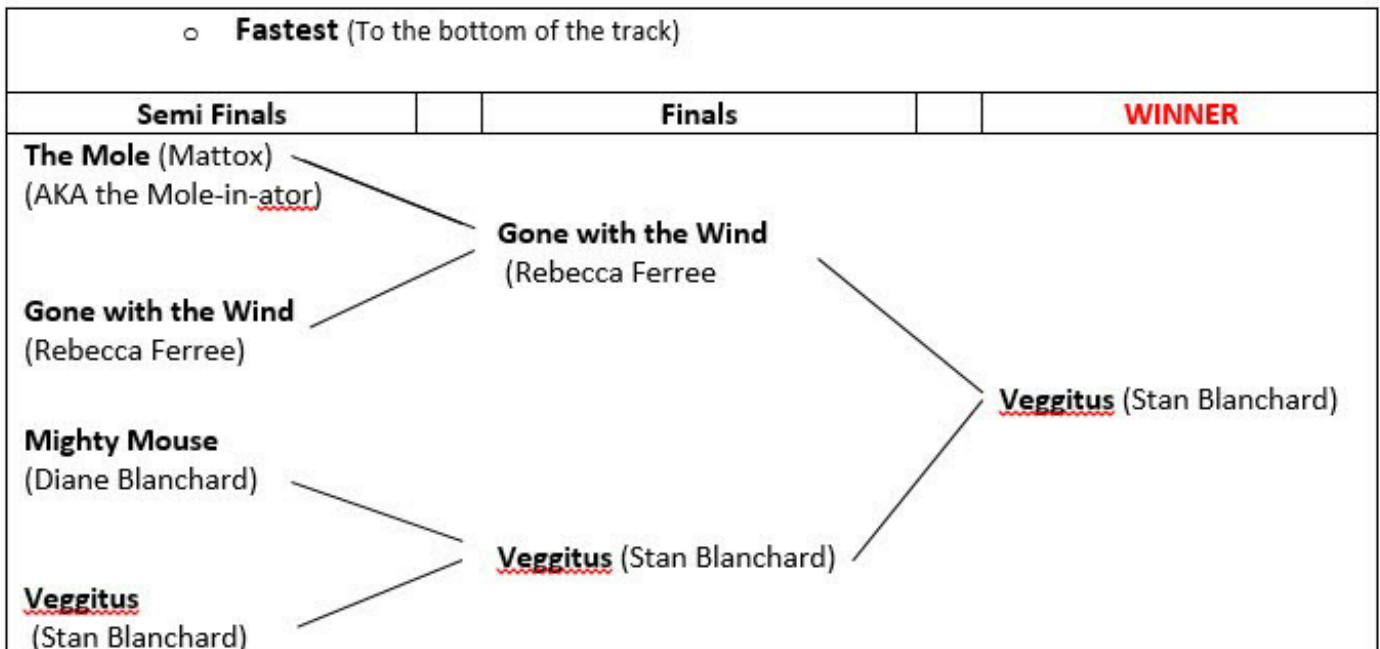 o Fastest (To the bottom of the track)
Semi Finals Finals WINNER
The Mole (Mattox)
(AKA the Mole-in-ator)
Gone with the Wind
(Rebecca Ferree
Gone with the Wind
(Rebecca Ferree)
Veggitus (Stan Blanchard)
Mighty Mouse
(Diane Blanchard)
Veggitus (Stan Blanchard)
Veggitus
(Stan Blanchard)